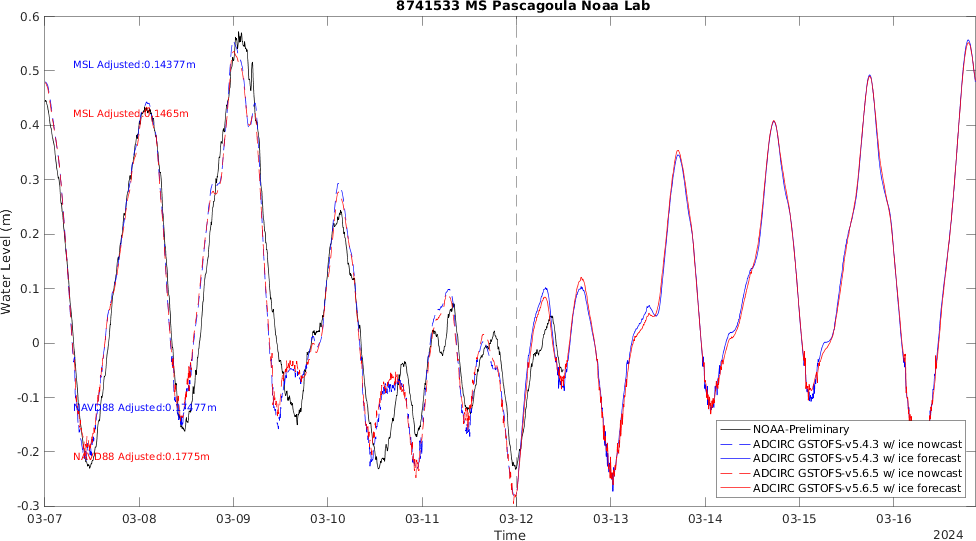 8741533 MS Pascagoula Noaa Lab
0.6
0.5
0.4
0.3
0.2
0.1
0
-0.1
-0.2
-0.3
Water Level (m)
MSL Adjusted:0.14377m
MSL Adjusted:0.1465m
NAVD88 Adjusted:0.17477m
NAVD88 Adjusted:0.1775m
NOAA-Preliminary
ADCIRC GSTOFS-v5.4.3 w/ ice nowcast
ADCIRC GSTOFS-v5.4.3 w/ ice forecast
ADCIRC GSTOFS-v5.6.5 w/ ice nowcast
ADCIRC GSTOFS-v5.6.5 w/ ice forecast
03-07 03-08 03-09 03-10 03-11 03-12 03-13 03-14 03-15 03-16
Time
2024